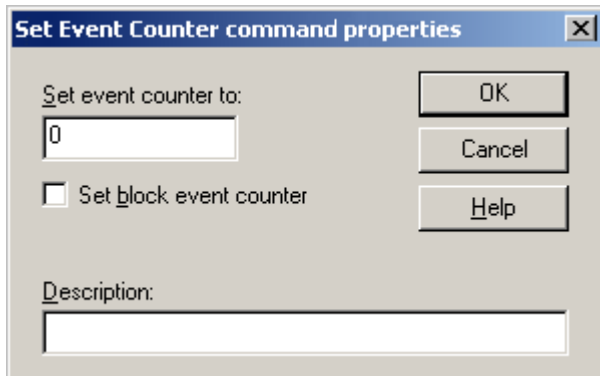 Set Event Counter command properties
Set event counter to:
0
OK
Cancel
Set block event counter
Help
Description: